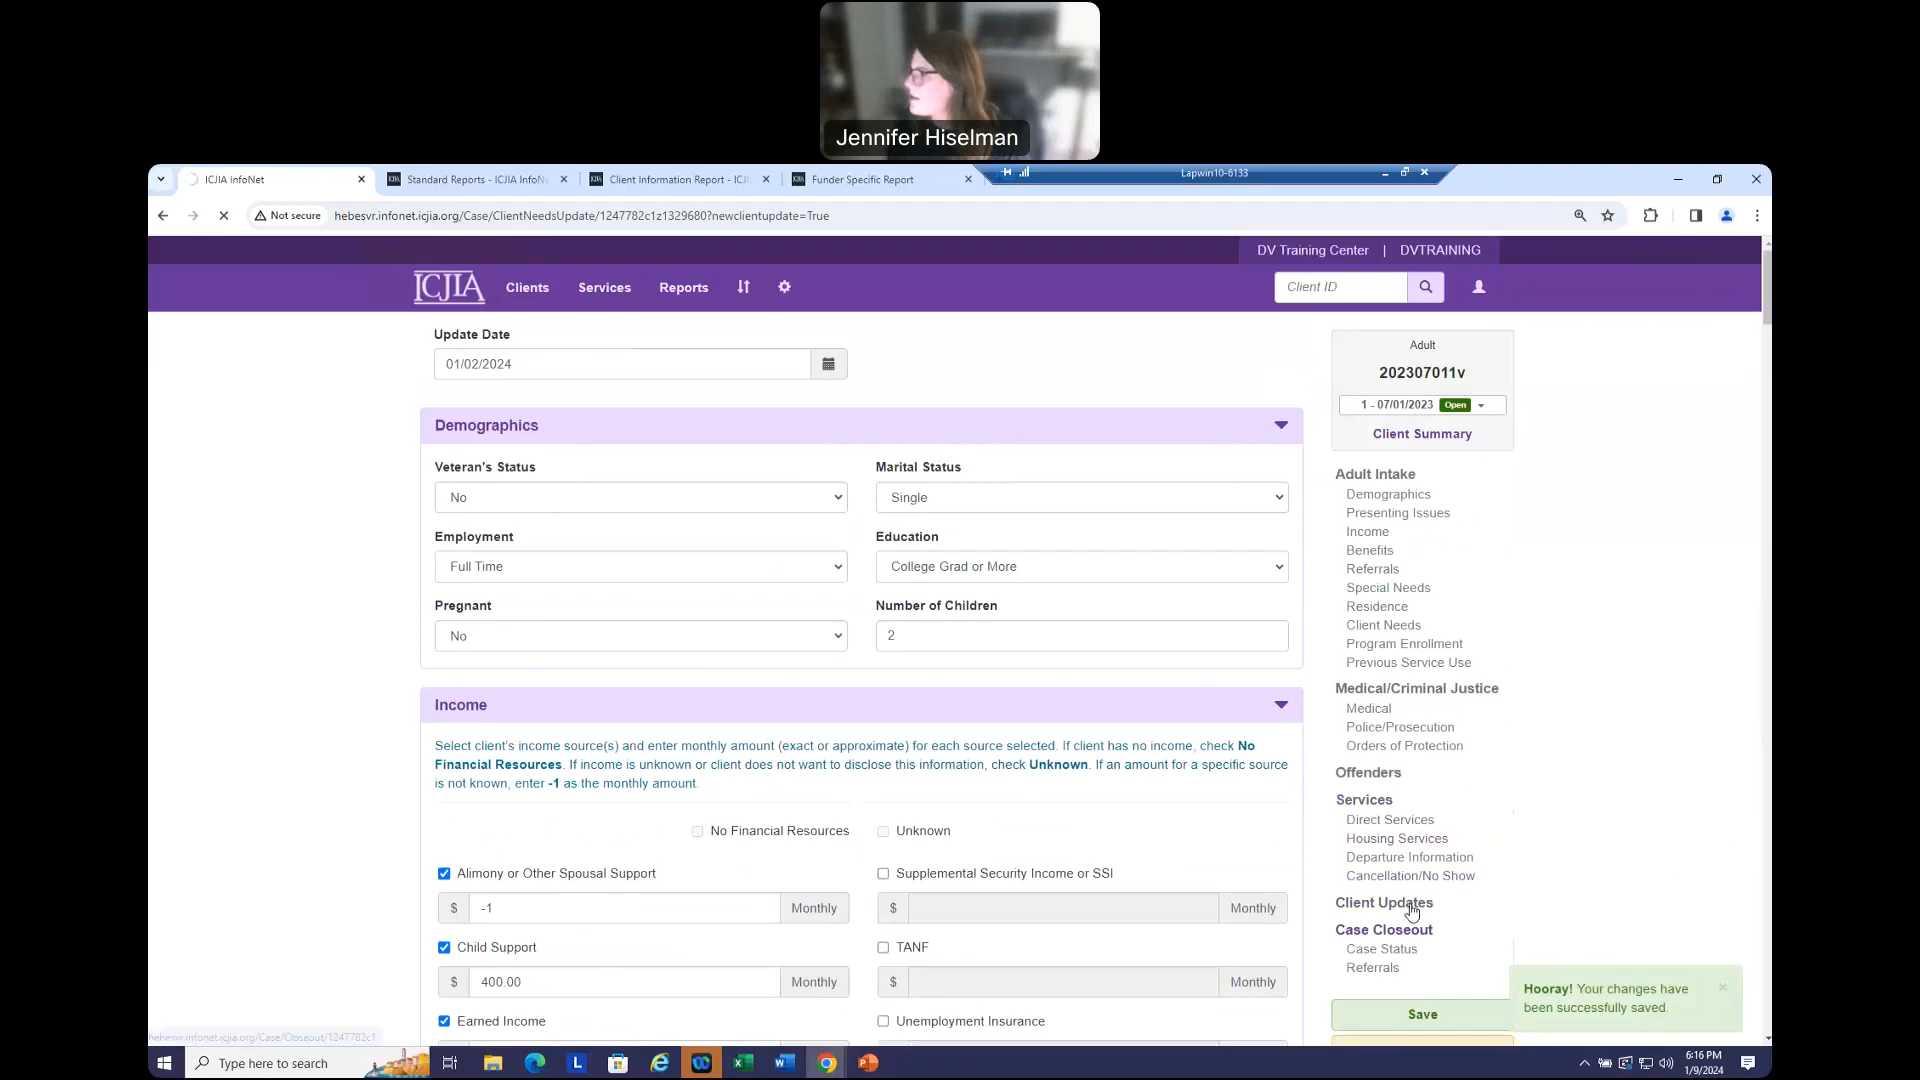 Jennifer Hiselman
ICJIA InfoNet
Standard Reports - ICJIA InfoN
Client Information Report - ICJ
Funder Specific Report
Lapwin10-6133
Not secure
hebesvr.infonet.icjia.org/Case/ClientNeedsUpdate/1247782c1z1329680?newclientupdate=True
DV Training Center | DVTRAINING
ICJIA
Clients
Services
Reports
Client ID
Update Date
01/02/2024
Demographics
Veteran's Status
No
Marital Status
Single
Employment
Full Time
Education
College Grad or More
Pregnant
No
Number of Children
2
Income
Select client's income source(s) and enter monthly amount (exact or approximate) for each source selected. If client has no income, check No
Financial Resources. If income is unknown or client does not want to disclose this information, check Unknown. If an amount for a specific source
is not known, enter -1 as the monthly amount.
No Financial Resources
Unknown
Alimony or Other Spousal Support
$ -1 Monthly
Supplemental Security Income or SSI
$ Monthly
Child Support
$ 400.00 Monthly
TANF
$ Monthly
Earned Income
Unemployment Insurance
Adult
202307011v
1 - 07/01/2023 Open
Client Summary
Adult Intake
Demographics
Presenting Issues
Income
Benefits
Referrals
Special Needs
Residence
Client Needs
Program Enrollment
Previous Service Use
Medical/Criminal Justice
Medical
Police/Prosecution
Orders of Protection
Offenders
Services
Direct Services
Housing Services
Departure Information
Cancellation/No Show
Client Updates
Case Closeout
Case Status
Referrals
Save
Hooray! Your changes have
been successfully saved.
hebesvr.infonet.icjia.org/Case/Closeout/1247782c1
Type here to search
6:16 PM
1/9/2024